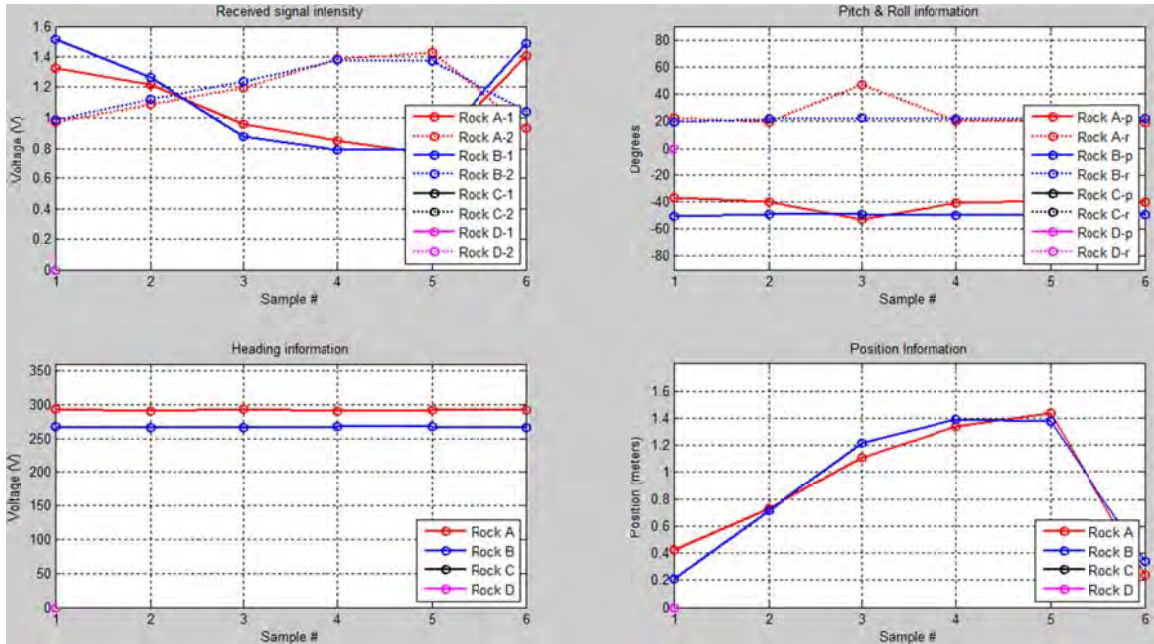 Received signal intensity
Voltage (V)
1.6
1.4
1.2
1
0.8
0.6
0.4
0.2
0
Rock A-1
Rock A-2
Rock B-1
Rock B-2
Rock C-1
Rock C-2
Rock D-1
Rock D-2
1 2 3 4 5 6
Sample #
Pitch & Roll information
Degrees
80
60
40
20
0
-20
-40
-60
-80
Rock A-p
Rock A-r
Rock B-p
Rock B-r
Rock C-p
Rock C-r
Rock D-p
Rock D-r
1 2 3 4 5 6
Sample #
Heading information
Voltage (V)
350
300
250
200
150
100
50
0
Rock A
Rock B
Rock C
Rock D
1 2 3 4 5 6
Sample #
Position Information
Position (meters)
1.6
1.4
1.2
1
0.8
0.6
0.4
0.2
0
Rock A
Rock B
Rock C
Rock D
1 2 3 4 5 6
Sample #